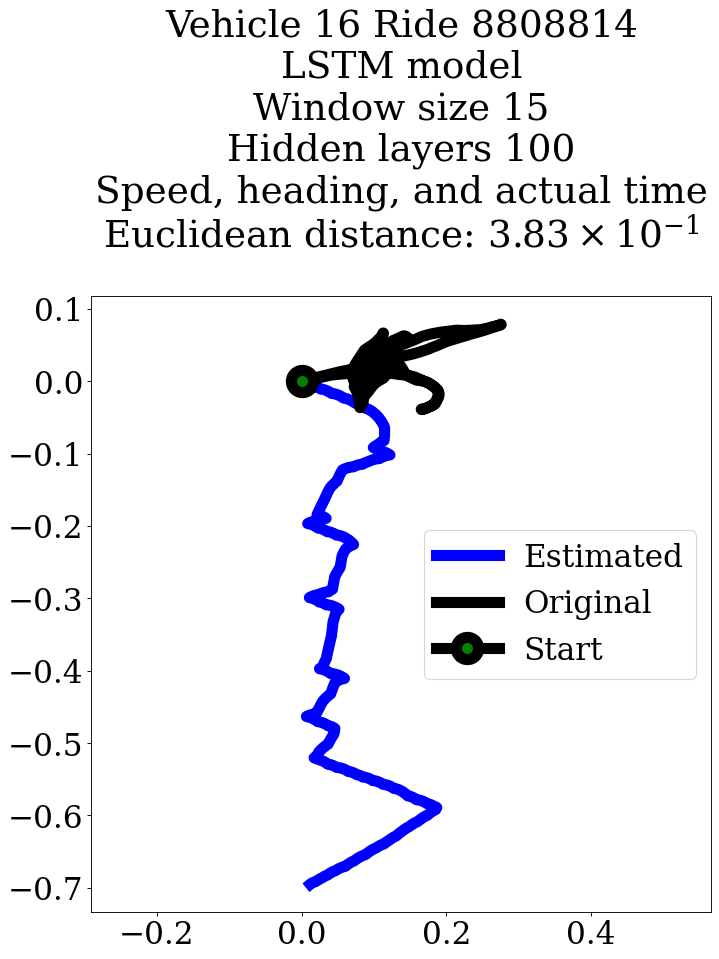 Vehicle 16 Ride 8808814
LSTM model
Window size 15
Hidden layers 100
Speed, heading, and actual time
Euclidean distance: 3.83 × 10⁻¹
0.1
0.0
−0.1
−0.2
−0.3
−0.4
−0.5
−0.6
−0.7
Estimated
Original
Start
−0.2 0.0 0.2 0.4